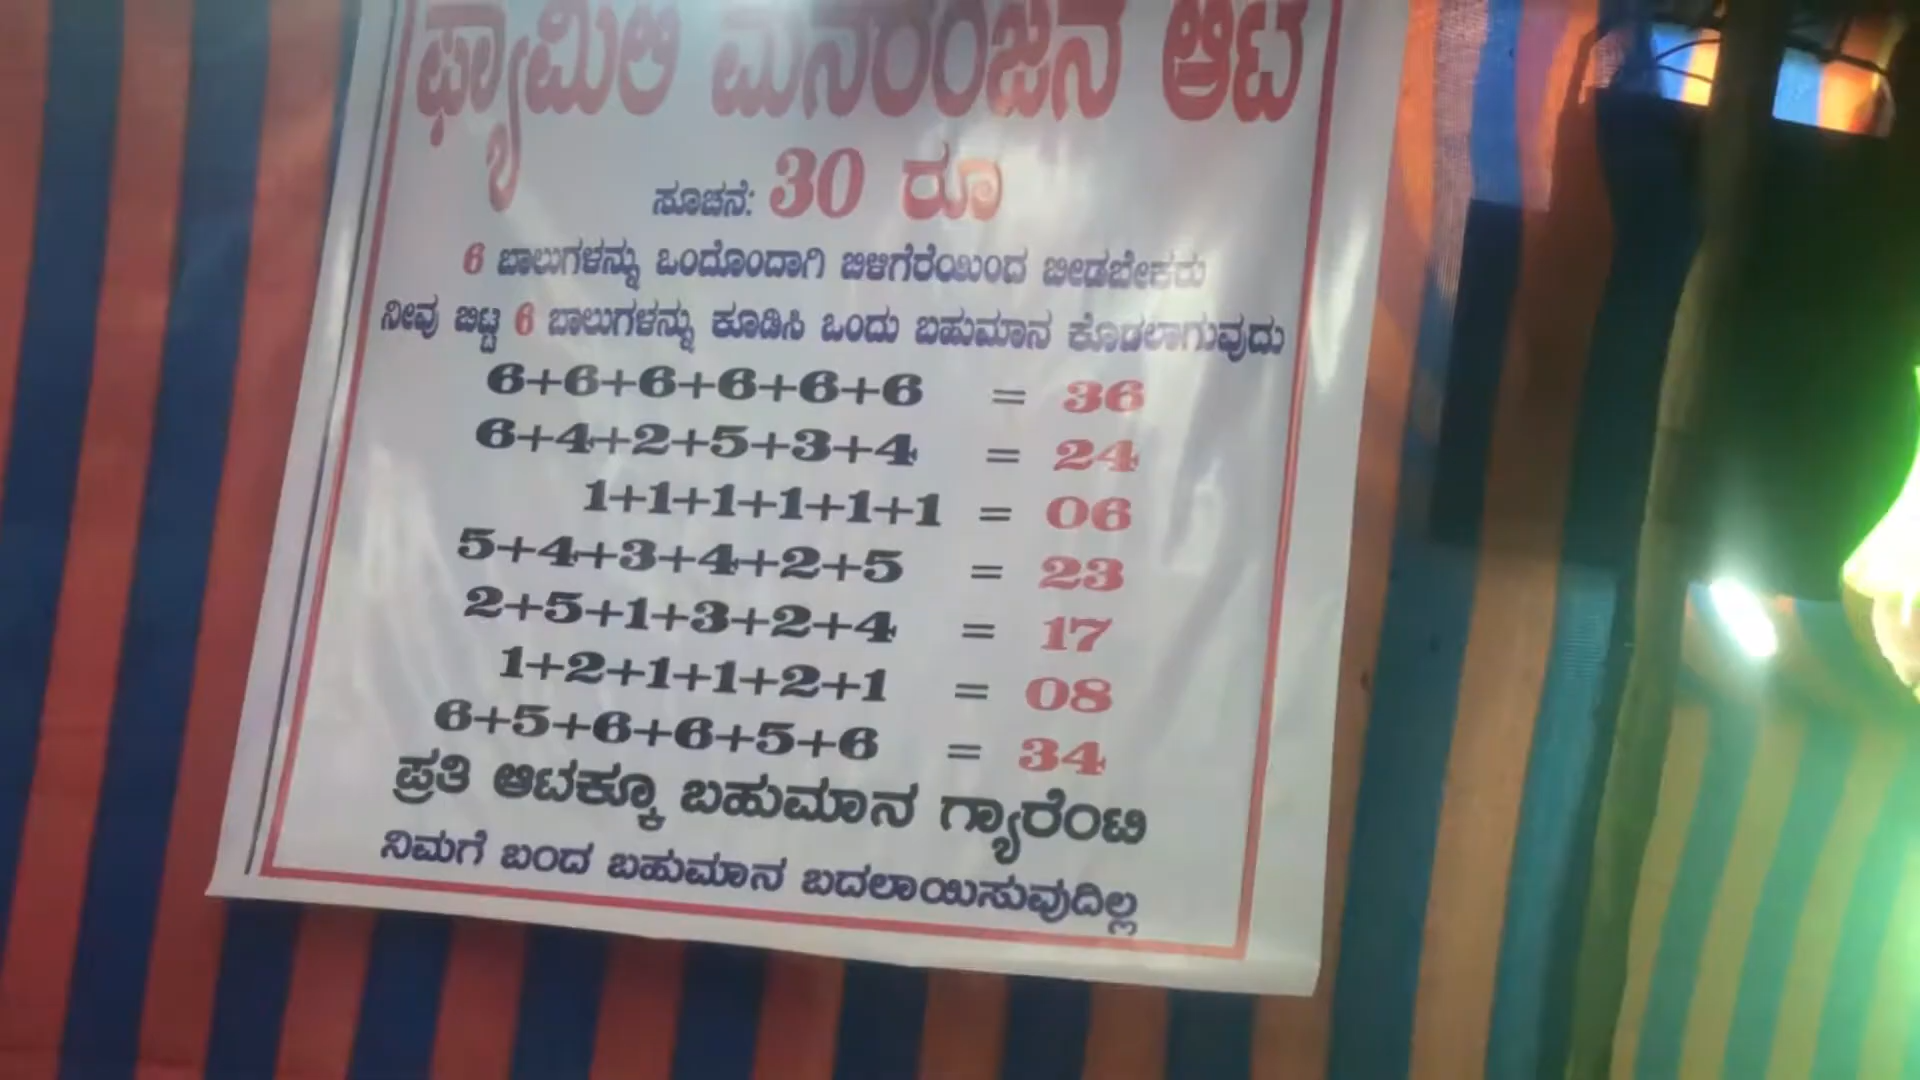 ಫ್ಯಾಮಿಲಿ ಮನರಂಜನ ಆಟ
ಸೂಚನೆ: 30 ರೂ
6 ಬಾಲುಗಳನ್ನು ಒಂದೊಂದಾಗಿ ಬಿಳಿಗೆರೆಯಿಂದ ಬೀಡಬೇಕರು
ನೀವು ಬಿಟ್ಟ 6 ಬಾಲುಗಳನ್ನು ಕೂಡಿಸಿ ಒಂದು ಬಹುಮಾನ ಕೊಡಲಾಗುವುದು
6+6+6+6+6+6 = 36
6+4+2+5+3+4 = 24
1+1+1+1+1+1 = 06
5+4+3+4+2+5 = 23
2+5+1+3+2+4 = 17
1+2+1+1+2+1 = 08
6+5+6+6+5+6 = 34
ಪ್ರತಿ ಆಟಕ್ಕೂ ಬಹುಮಾನ ಗ್ಯಾರೆಂಟಿ
ನಿಮಗೆ ಬಂದ ಬಹುಮಾನ ಬದಲಾಯಿಸುವುದಿಲ್ಲ